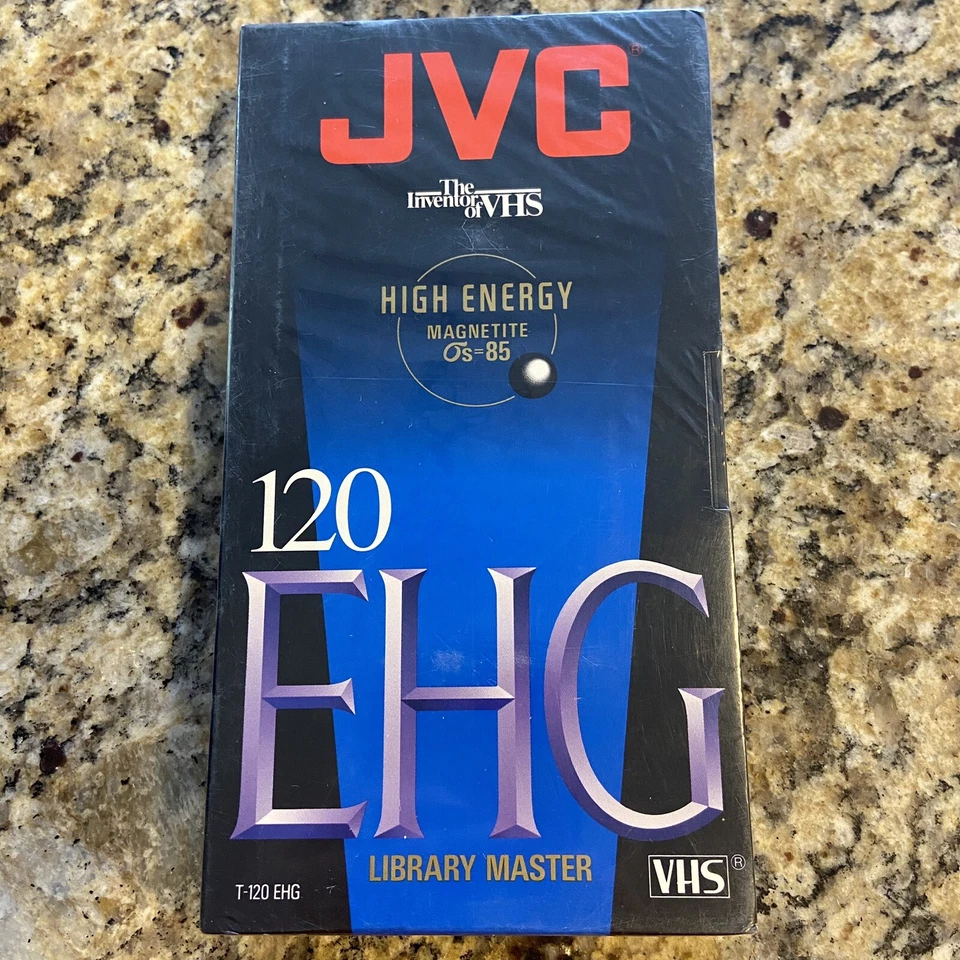 JVC®
The
Inventor
of VHS
HIGH ENERGY
MAGNETITE
σs=85
120
EHG
LIBRARY MASTER
T-120 EHG
VHS®